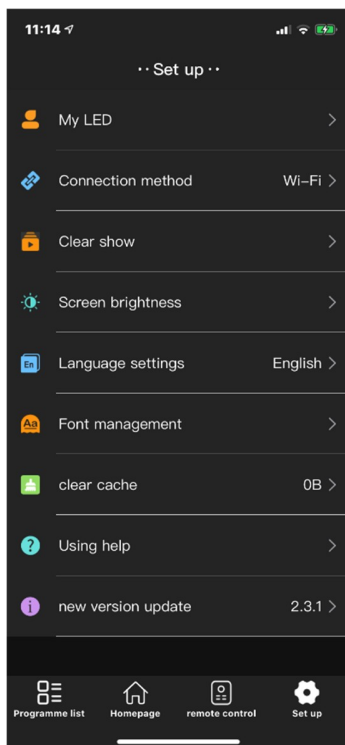 11:14
·· Set up ··
My LED
Connection method Wi-Fi
Clear show
Screen brightness
En Language settings English
Aa Font management
clear cache 0B
? Using help
i new version update 2.3.1
Programme list Homepage remote control Set up